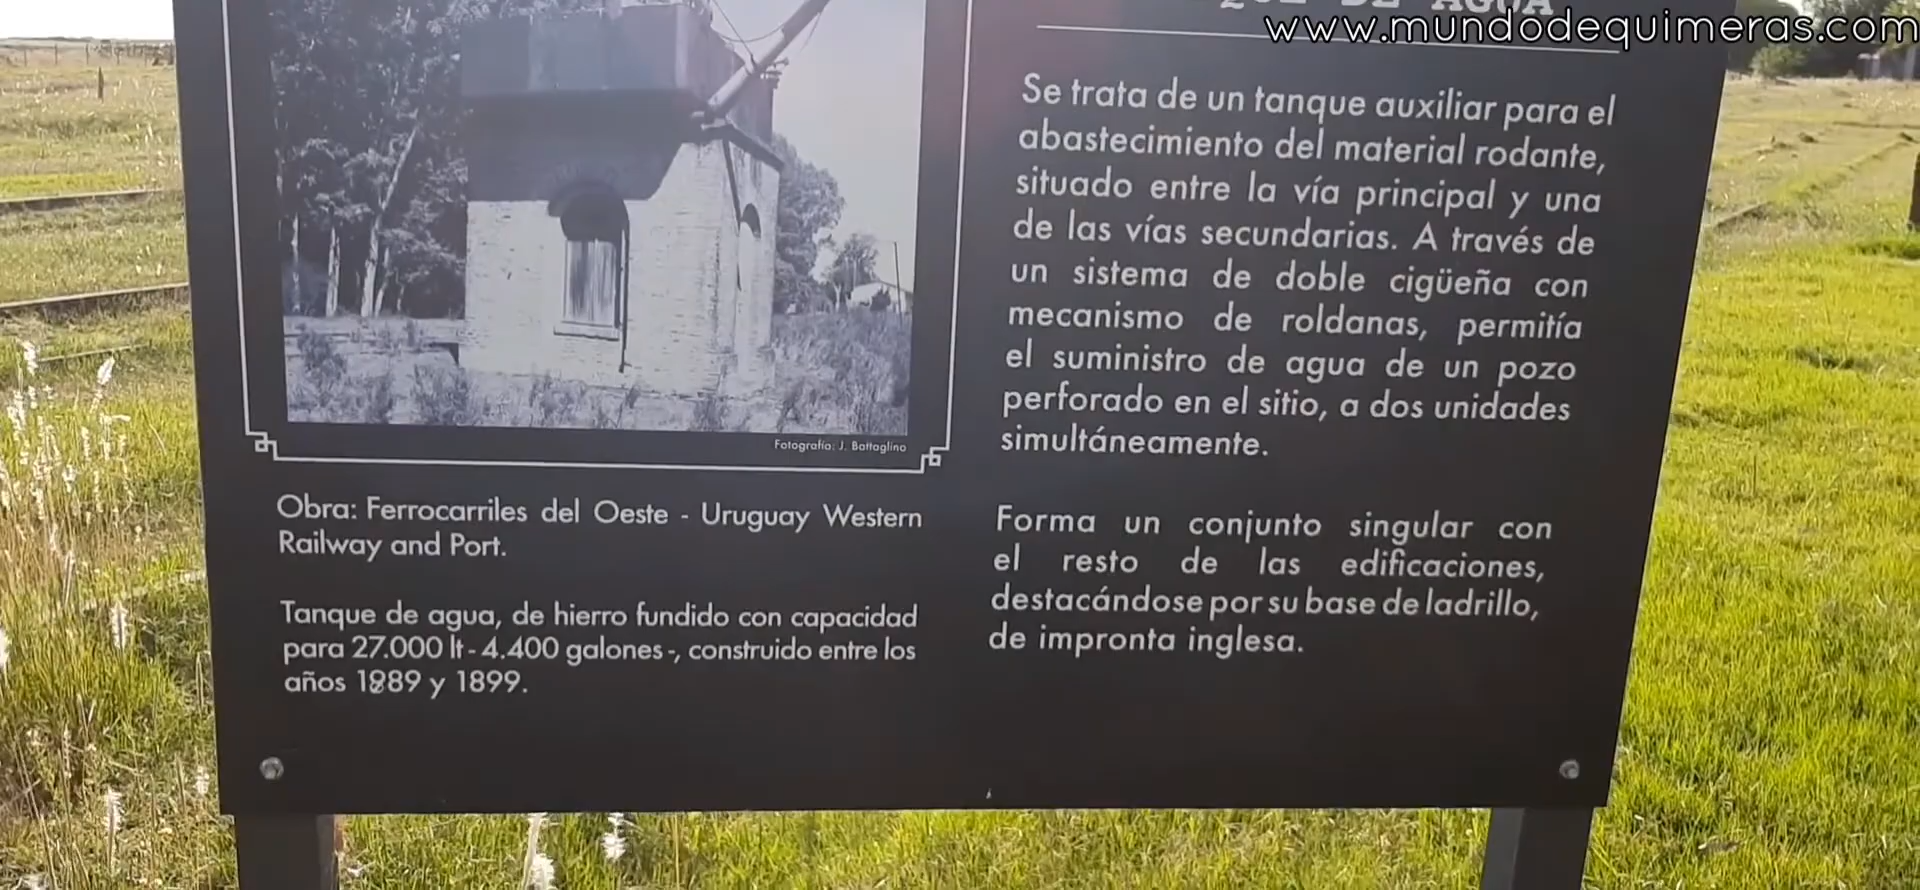 DE AGUA
www.mundodequimeras.com
Fotografía: J. Battaglino
Obra: Ferrocarriles del Oeste - Uruguay Western
Railway and Port.
Tanque de agua, de hierro fundido con capacidad
para 27.000 lt - 4.400 galones -, construido entre los
años 1889 y 1899.
Se trata de un tanque auxiliar para el
abastecimiento del material rodante,
situado entre la vía principal y una
de las vías secundarias. A través de
un sistema de doble cigüeña con
mecanismo de roldanas, permitía
el suministro de agua de un pozo
perforado en el sitio, a dos unidades
simultáneamente.
Forma un conjunto singular con
el resto de las edificaciones,
destacándose por su base de ladrillo,
de impronta inglesa.